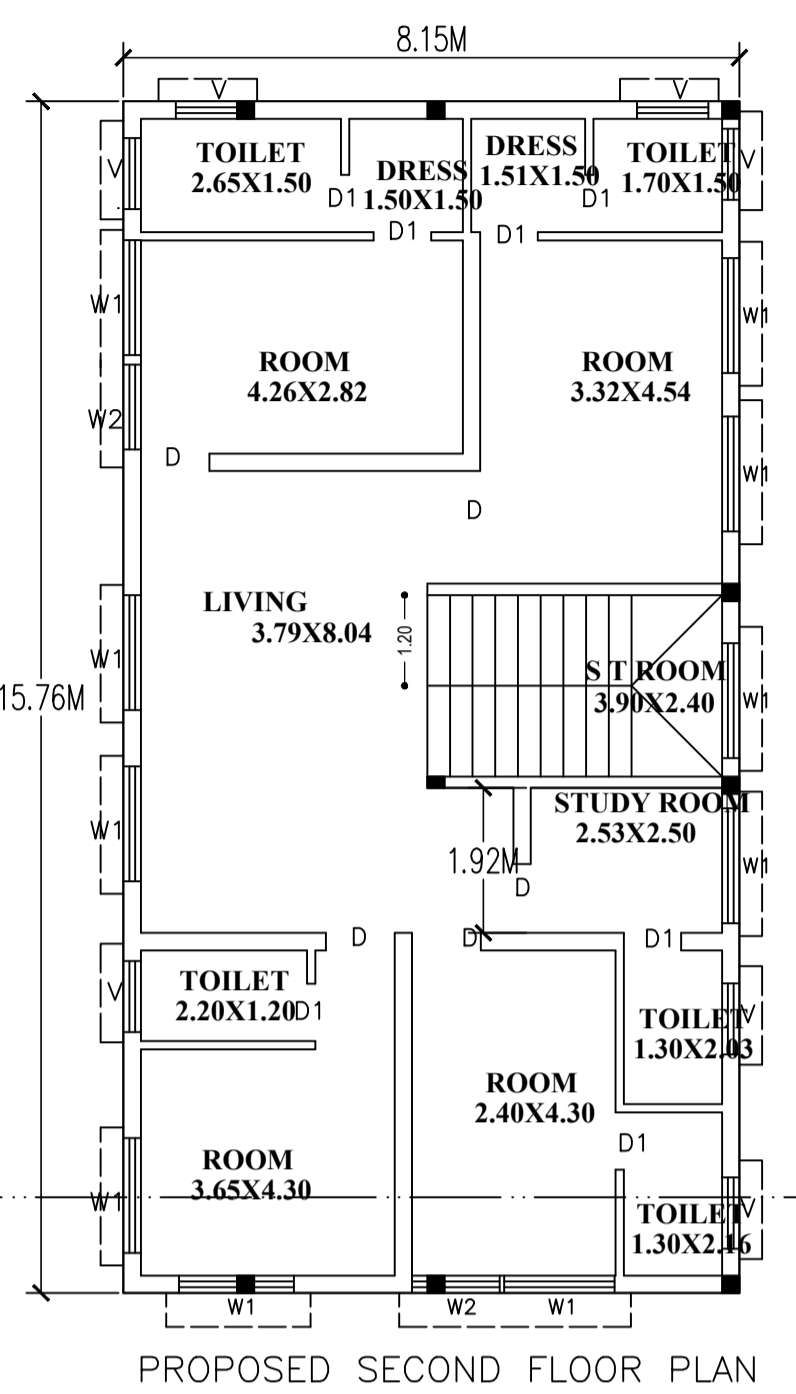 8.15M
V
V
TOILET
2.65X1.50
DRESS
1.50X1.50
DRESS
1.51X1.50
TOILET
1.70X1.50
V
V
D1
D1
D1
D1
W1
W1
ROOM
4.26X2.82
ROOM
3.32X4.54
W2
W1
D
D
LIVING
3.79X8.04
1.20
W1
S T ROOM
3.90X2.40
W1
15.76M
STUDY ROOM
2.53X2.50
W1
1.92M
W1
D
D
D
D1
TOILET
2.20X1.20
D1
V
TOILET
1.30X2.03
V
ROOM
2.40X4.30
D1
ROOM
3.65X4.30
W1
TOILET
1.30X2.16
V
W1
W2
W1
PROPOSED SECOND FLOOR PLAN